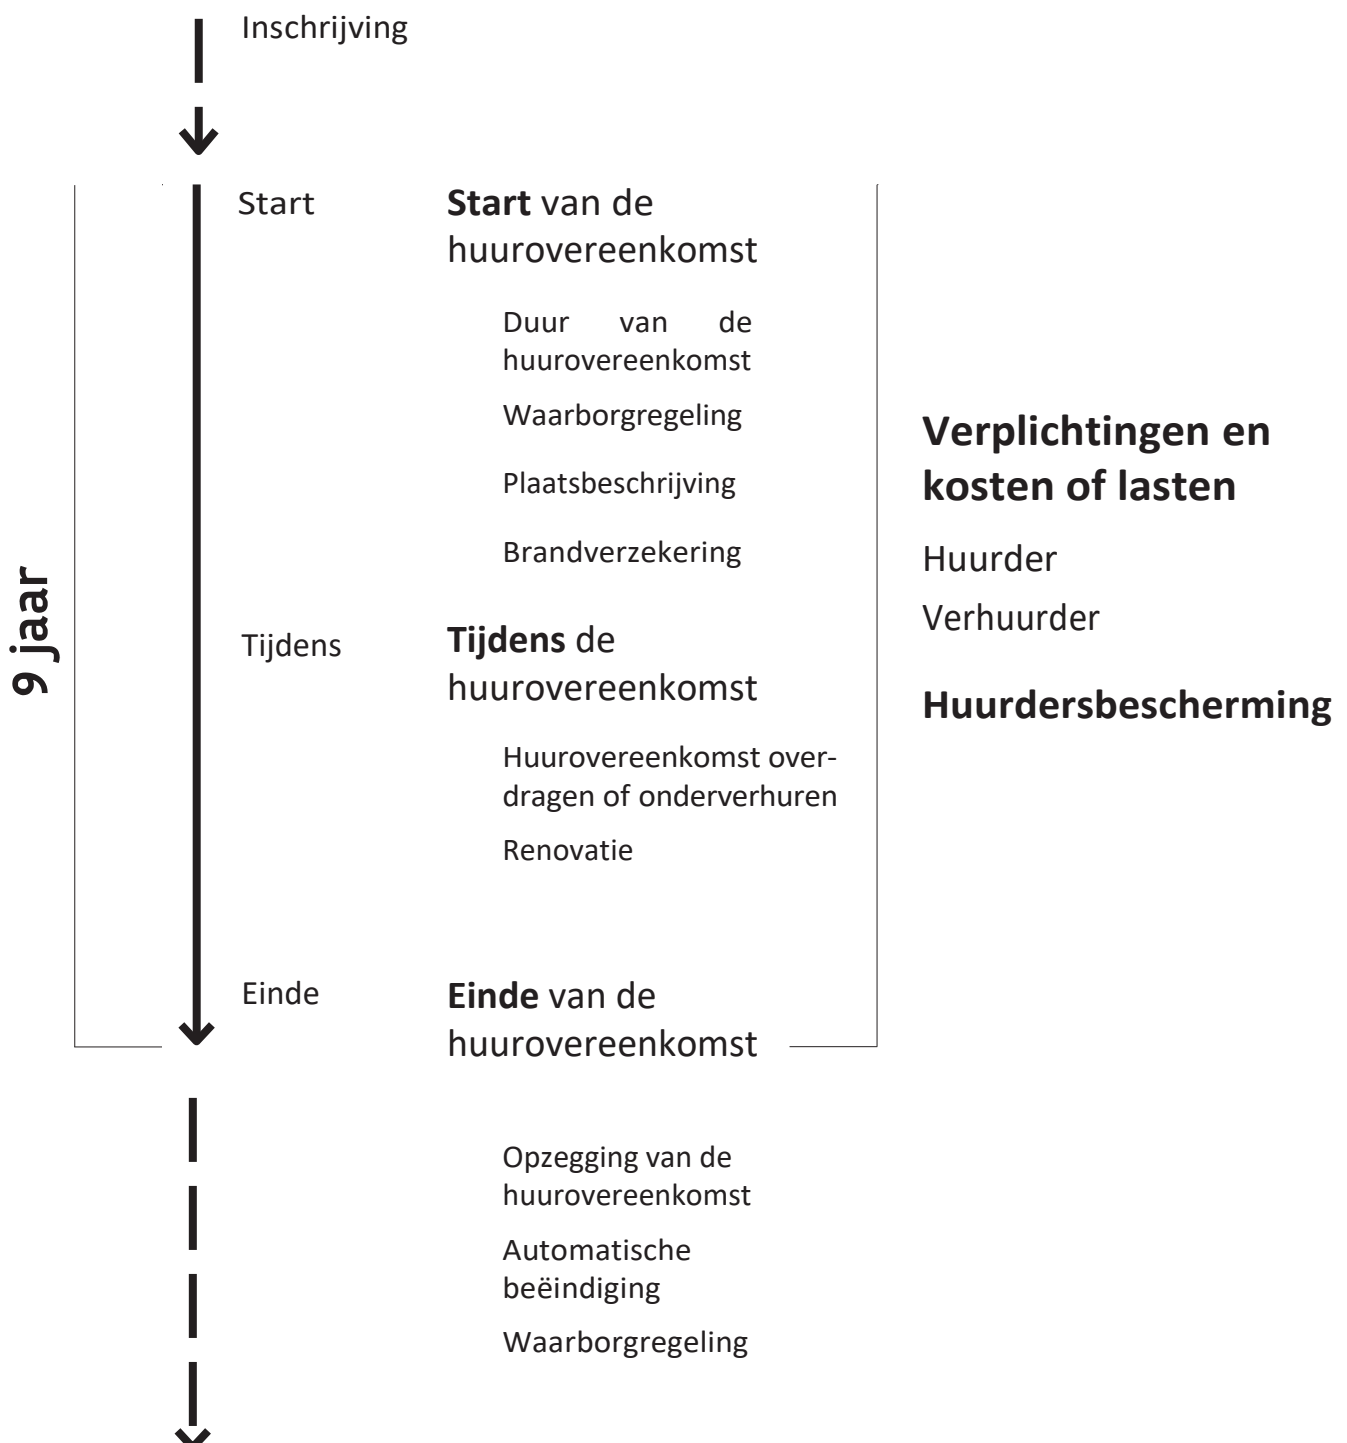 Inschrijving
Start
Start van de
huurovereenkomst
Duur van de
huurovereenkomst
Waarborgregeling
Plaatsbeschrijving
Brandverzekering
9 jaar
Tijdens
Tijdens de
huurovereenkomst
Huurovereenkomst over-
dragen of onderverhuren
Renovatie
Einde
Einde van de
huurovereenkomst
Opzegging van de
huurovereenkomst
Automatische
beëindiging
Waarborgregeling
Verplichtingen en
kosten of lasten
Huurder
Verhuurder
Huurdersbescherming